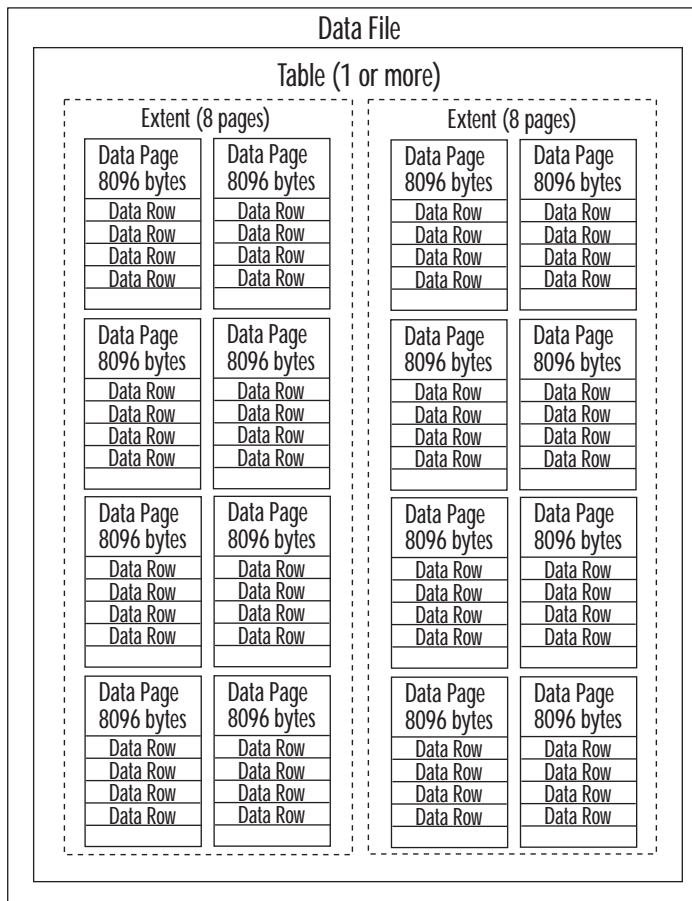 Data File
Table (1 or more)
Extent (8 pages)
Data Page
8096 bytes
Data Row
Data Row
Data Row
Data Row
Data Page
8096 bytes
Data Row
Data Row
Data Row
Data Row
Data Page
8096 bytes
Data Row
Data Row
Data Row
Data Row
Data Page
8096 bytes
Data Row
Data Row
Data Row
Data Row
Data Page
8096 bytes
Data Row
Data Row
Data Row
Data Row
Data Page
8096 bytes
Data Row
Data Row
Data Row
Data Row
Data Page
8096 bytes
Data Row
Data Row
Data Row
Data Row
Data Page
8096 bytes
Data Row
Data Row
Data Row
Data Row
Extent (8 pages)
Data Page
8096 bytes
Data Row
Data Row
Data Row
Data Row
Data Page
8096 bytes
Data Row
Data Row
Data Row
Data Row
Data Page
8096 bytes
Data Row
Data Row
Data Row
Data Row
Data Page
8096 bytes
Data Row
Data Row
Data Row
Data Row
Data Page
8096 bytes
Data Row
Data Row
Data Row
Data Row
Data Page
8096 bytes
Data Row
Data Row
Data Row
Data Row
Data Page
8096 bytes
Data Row
Data Row
Data Row
Data Row
Data Page
8096 bytes
Data Row
Data Row
Data Row
Data Row